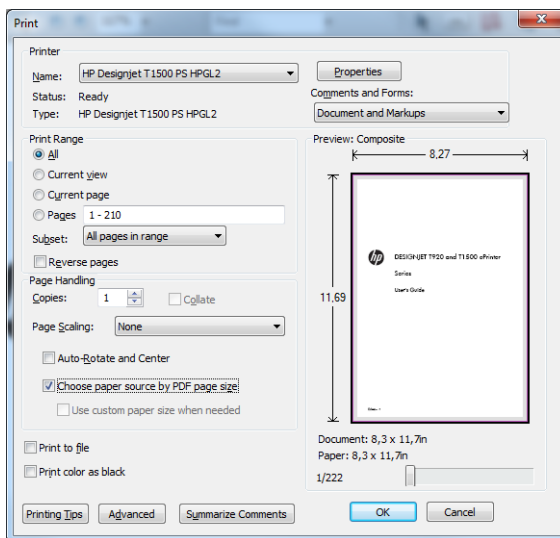 Print
Printer
Name: HP Designjet T1500 PS HPGL2 Properties
Status: Ready Comments and Forms:
Type: HP Designjet T1500 PS HPGL2 Document and Markups
Print Range
All
Current view
Current page
Pages 1 - 210
Subset: All pages in range
Reverse pages
Page Handling
Copies: 1 Collate
Page Scaling: None
Auto-Rotate and Center
Choose paper source by PDF page size
Use custom paper size when needed
Print to file
Print color as black
Preview: Composite
8,27
11,69
hp DESIGNJET T920 and T1500 ePrinter
Series
User's Guide
Document: 8,3 x 11,7in
Paper: 8,3 x 11,7in
1/222
Printing Tips Advanced Summarize Comments OK Cancel